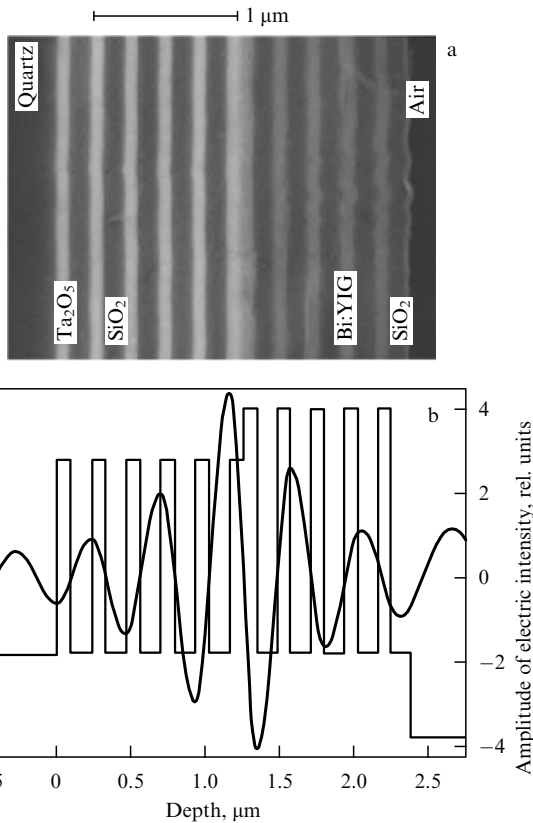 1 μm
a
Quartz
Air
Ta₂O₅
SiO₂
Bi:YIG
SiO₂
b
4
2
0
−2
−4
Amplitude of electric intensity, rel. units
5 0 0.5 1.0 1.5 2.0 2.5
Depth, μm